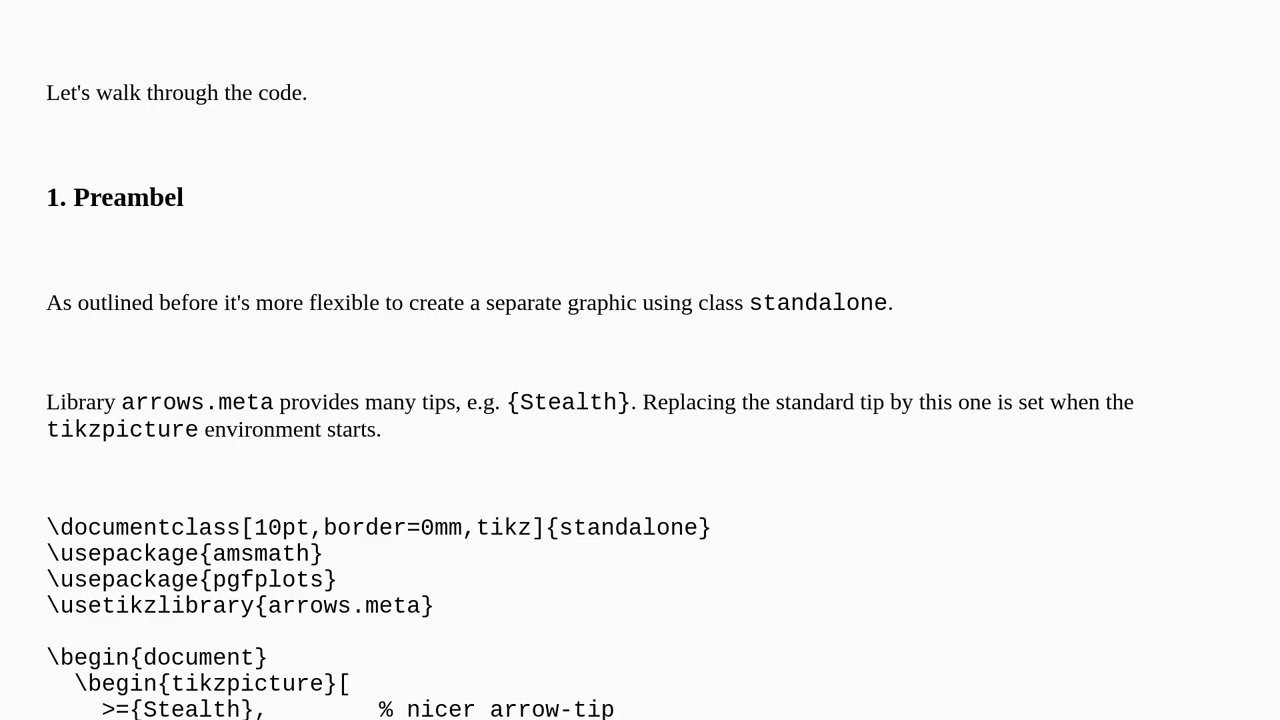 Let's walk through the code.
1. Preambel
As outlined before it's more flexible to create a separate graphic using class standalone.
Library arrows.meta provides many tips, e.g. {Stealth}. Replacing the standard tip by this one is set when the
tikzpicture environment starts.
\documentclass[10pt,border=0mm,tikz]{standalone}
\usepackage{amsmath}
\usepackage{pgfplots}
\usetikzlibrary{arrows.meta}
\begin{document}
  \begin{tikzpicture}[
    >={Stealth},        % nicer arrow-tip